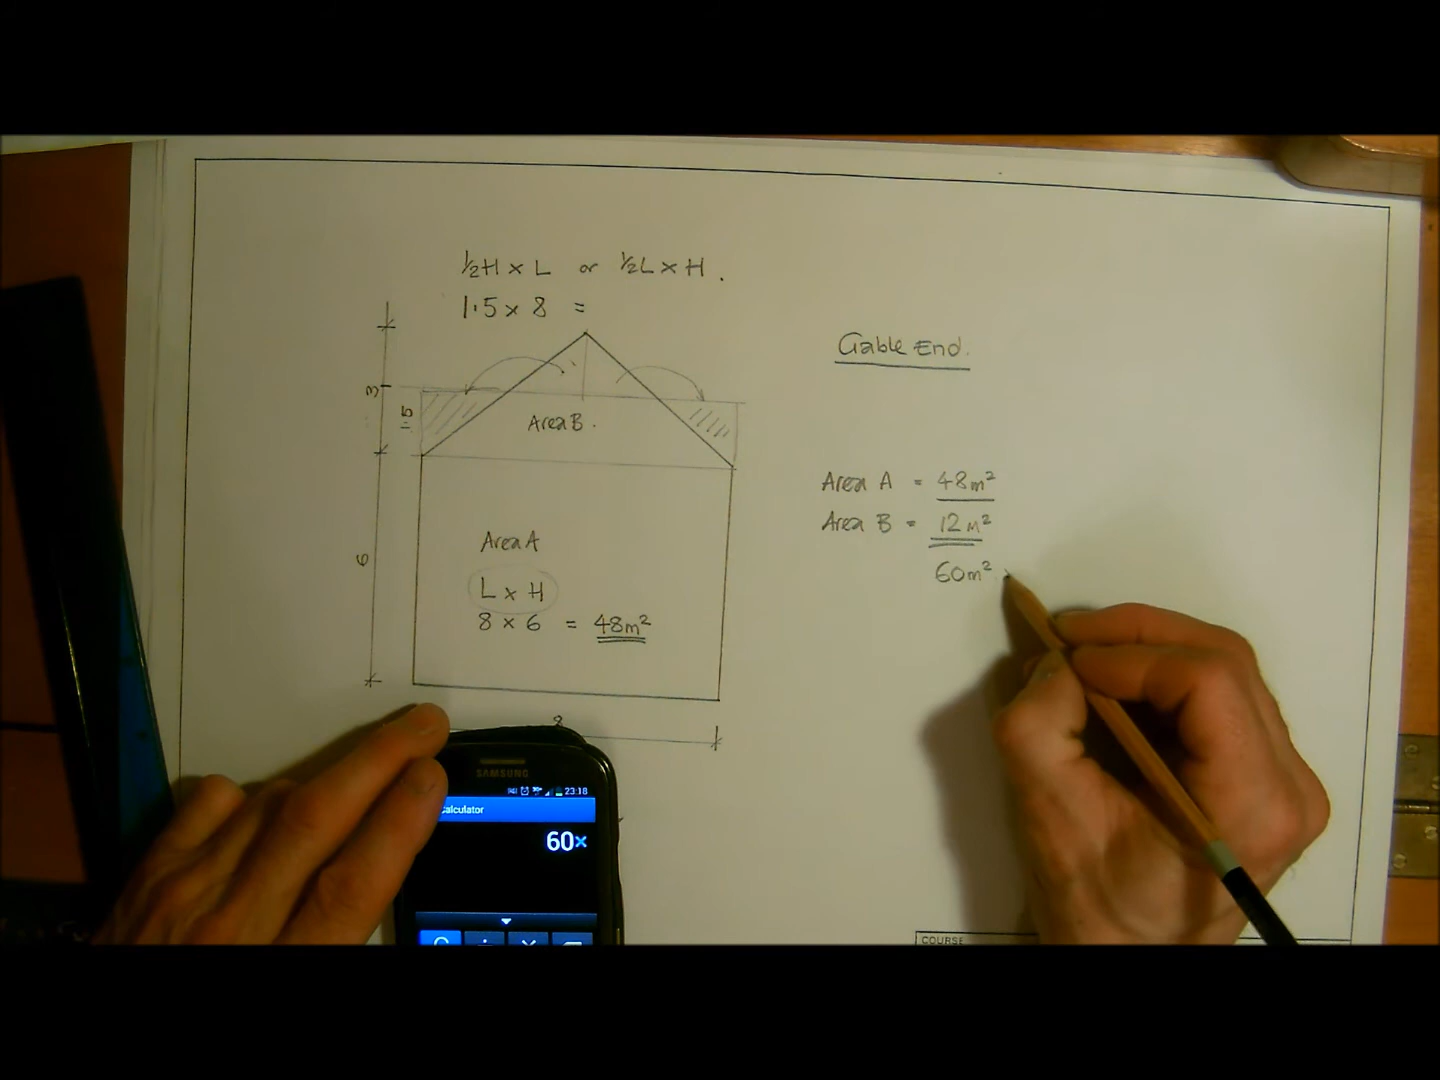 ½H × L or ½L × H.
1.5 × 8 =
Gable End.
3
1.5
Area B.
6
Area A
L × H
8 × 6 = 48m²
Area A = 48m²
Area B = 12m²
60m²
8
SAMSUNG
23:18
Calculator
60×
COURSE